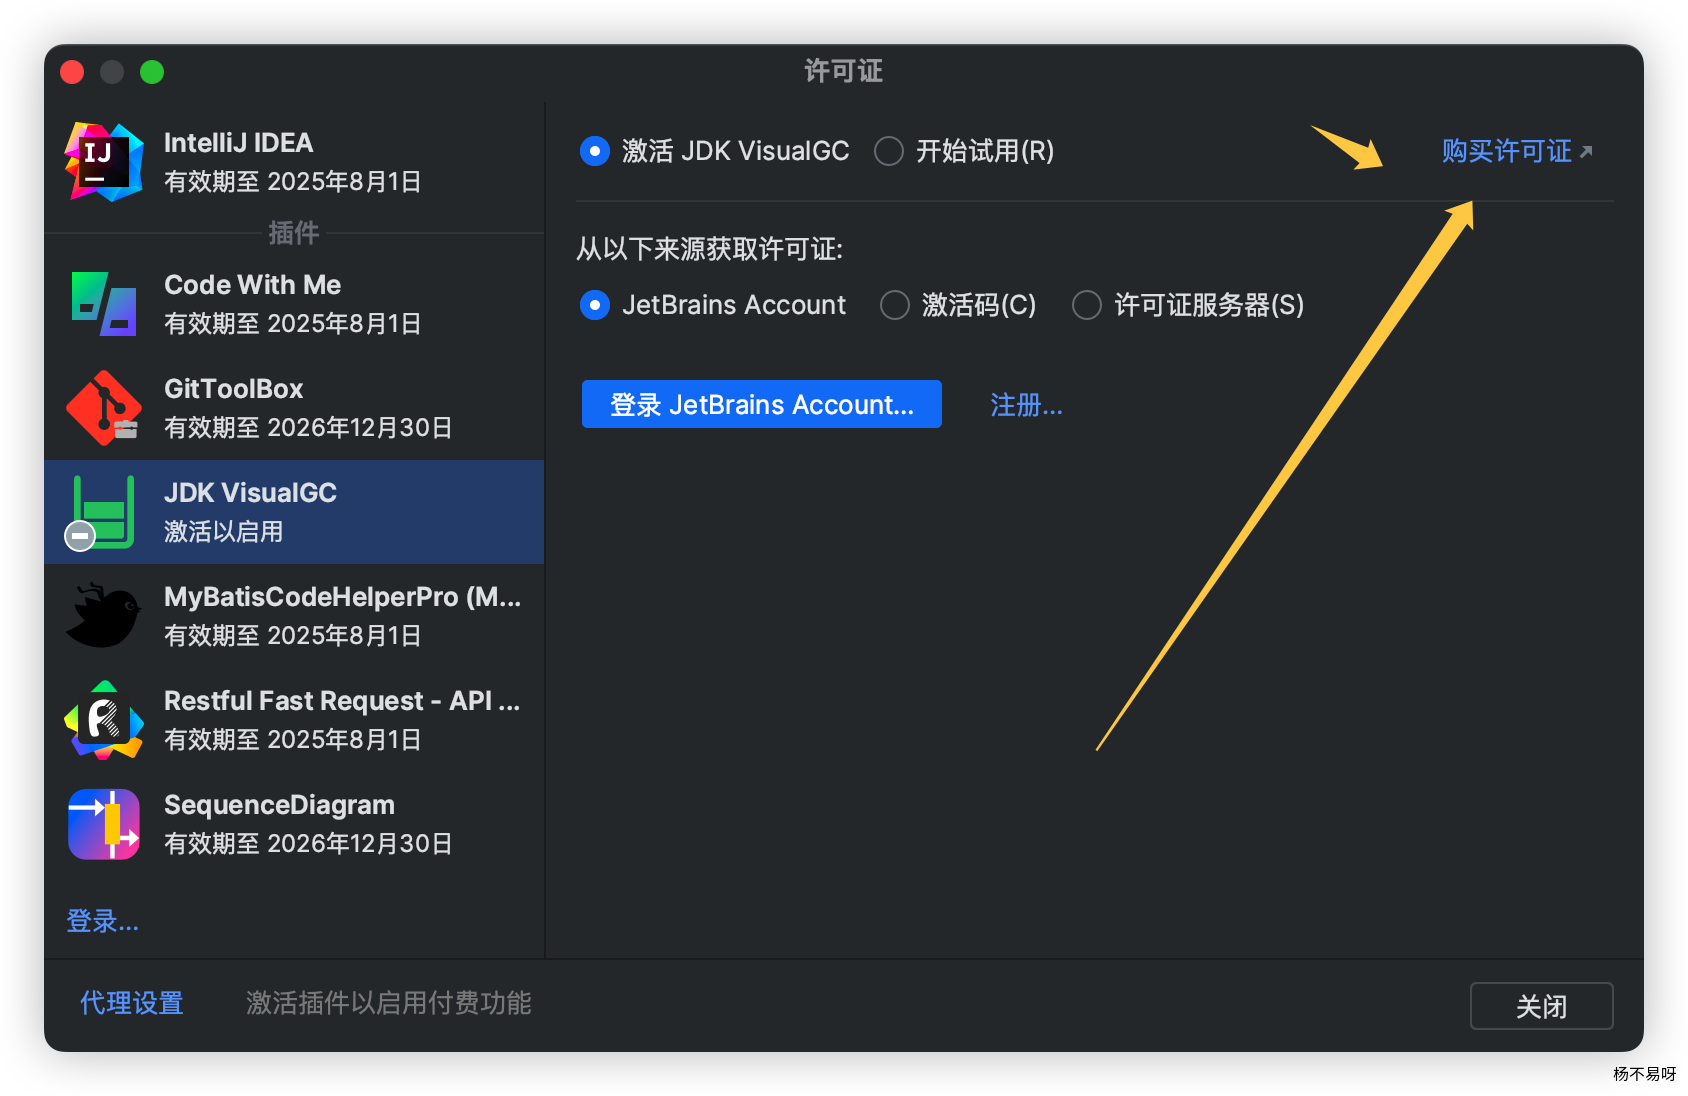 许可证
IJ
IntelliJ IDEA
有效期至 2025年8月1日
插件
Code With Me
有效期至 2025年8月1日
GitToolBox
有效期至 2026年12月30日
JDK VisualGC
激活以启用
MyBatisCodeHelperPro (M...
有效期至 2025年8月1日
Restful Fast Request - API ...
有效期至 2025年8月1日
SequenceDiagram
有效期至 2026年12月30日
登录...
激活 JDK VisualGC 开始试用(R) 购买许可证
从以下来源获取许可证:
JetBrains Account 激活码(C) 许可证服务器(S)
登录 JetBrains Account... 注册...
代理设置 激活插件以启用付费功能 关闭
杨不易呀